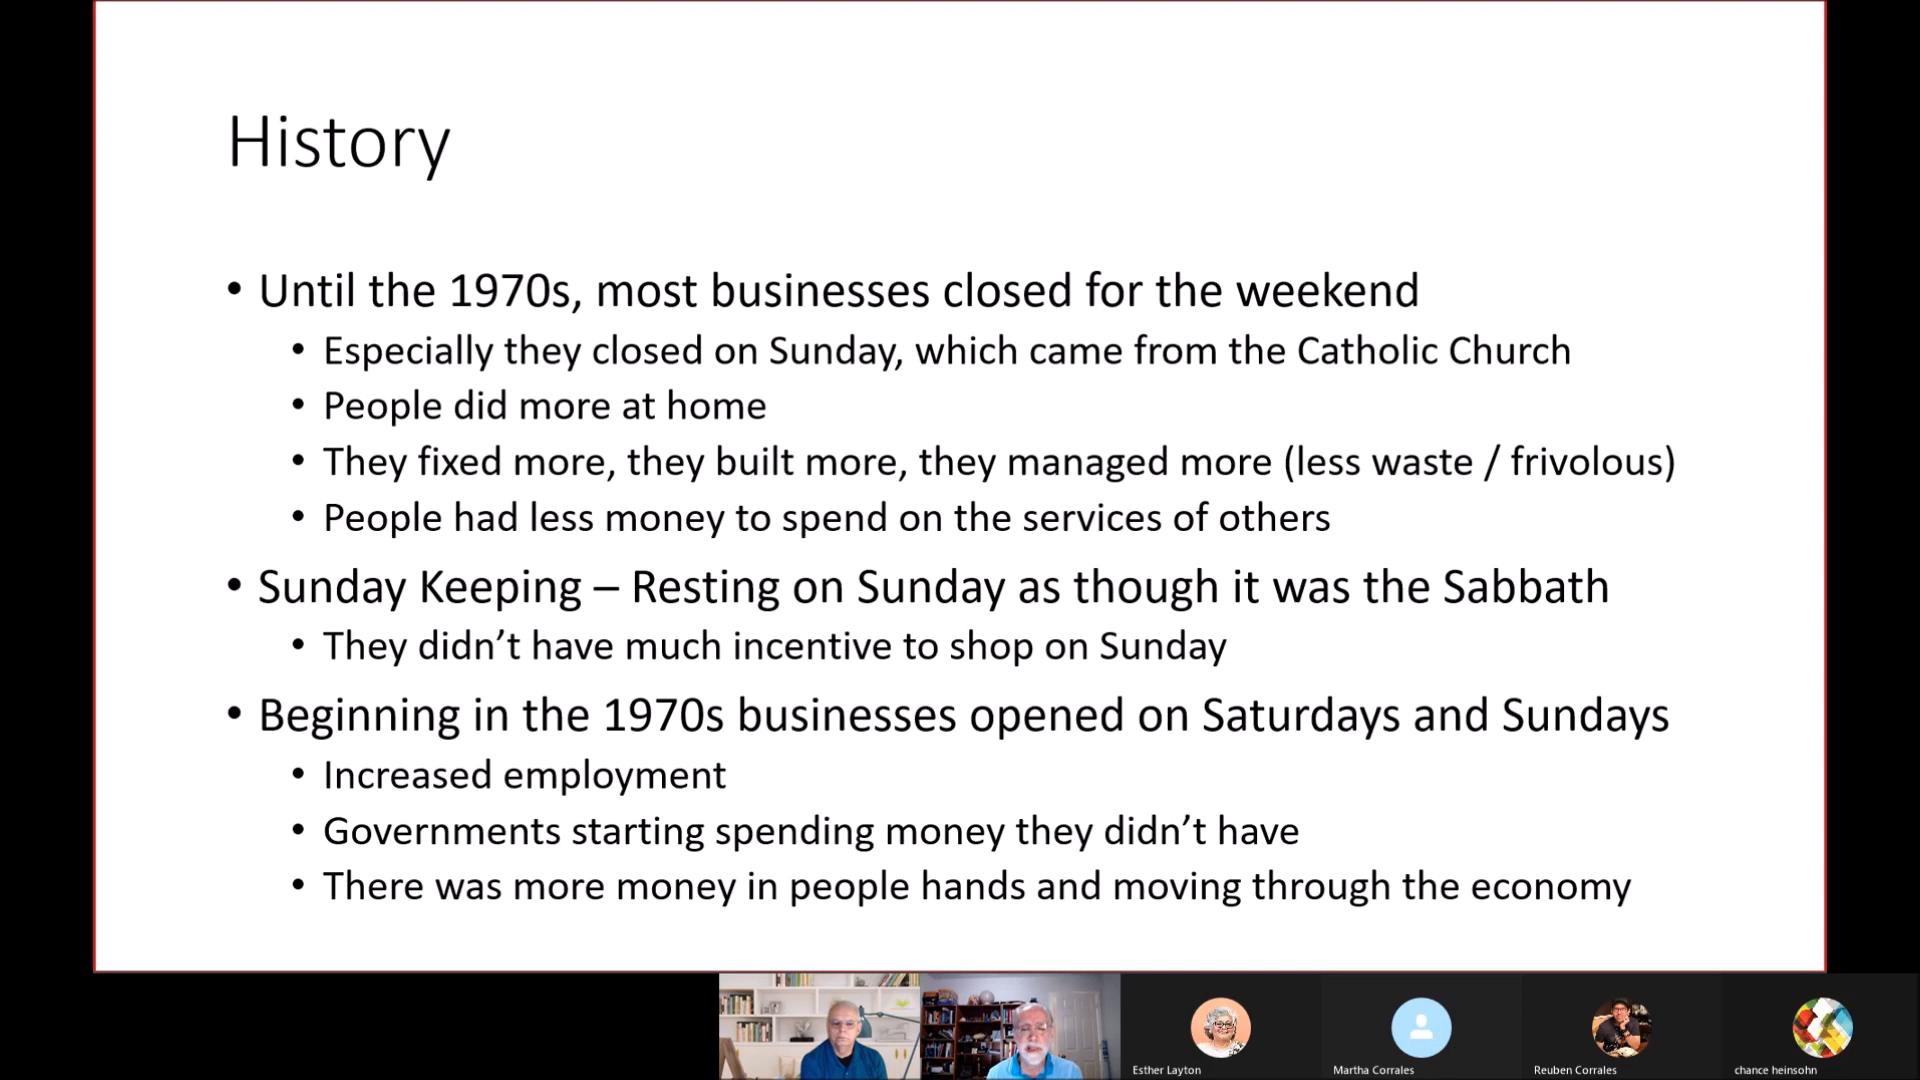 History
• Until the 1970s, most businesses closed for the weekend
• Especially they closed on Sunday, which came from the Catholic Church
• People did more at home
• They fixed more, they built more, they managed more (less waste / frivolous)
• People had less money to spend on the services of others
• Sunday Keeping – Resting on Sunday as though it was the Sabbath
• They didn’t have much incentive to shop on Sunday
• Beginning in the 1970s businesses opened on Saturdays and Sundays
• Increased employment
• Governments starting spending money they didn’t have
• There was more money in people hands and moving through the economy
Esther Layton
Martha Corrales
Reuben Corrales
chance heinsohn